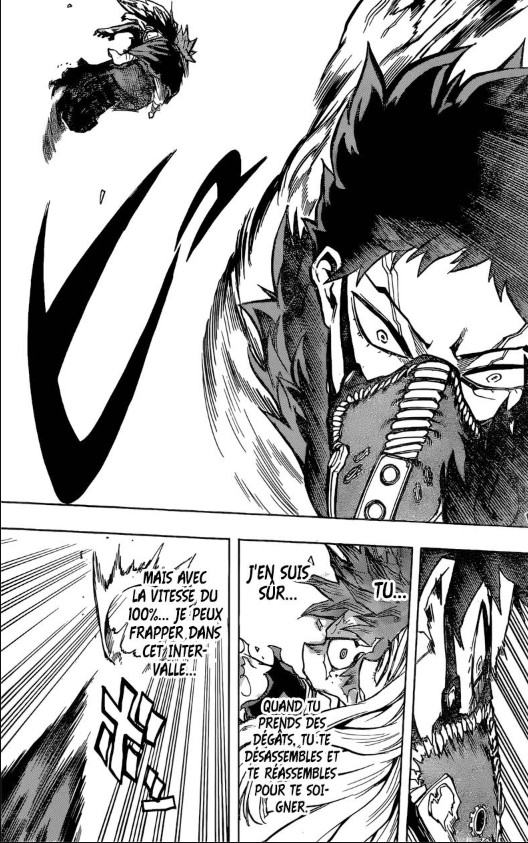 TU...
J'EN SUIS
SÛR...
QUAND TU
PRENDS DES
DÉGÂTS, TU TE
DÉSASSEMBLES ET
TE RÉASSEMBLES
POUR TE SOI-
GNER.
MAIS AVEC
LA VITESSE DU
100%... JE PEUX
FRAPPER DANS
CET INTER-
VALLE...